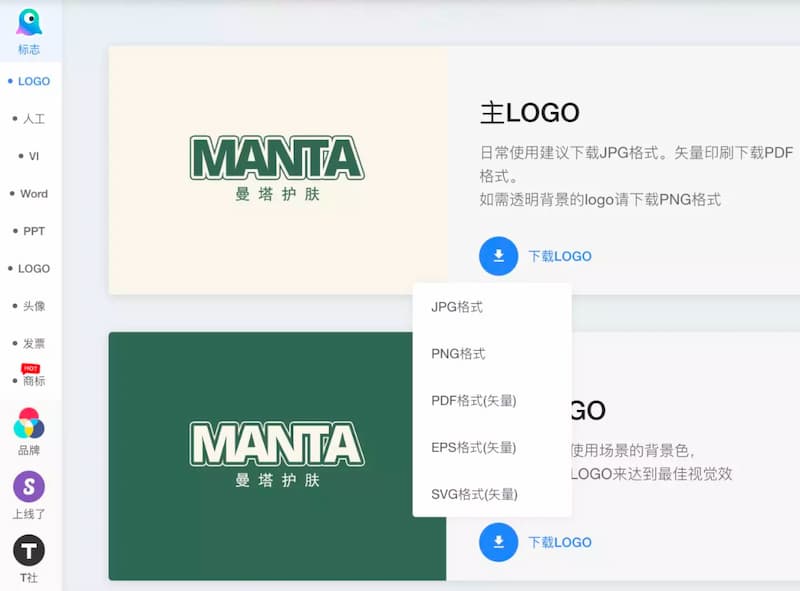 标志
LOGO
人工
VI
Word
PPT
LOGO
头像
发票
HOT
商标
品牌
S
上线了
T
T社
MANTA
曼塔护肤
主LOGO
日常使用建议下载JPG格式。矢量印刷下载PDF
格式。
如需透明背景的logo请下载PNG格式
下载LOGO
JPG格式
PNG格式
PDF格式(矢量)
EPS格式(矢量)
SVG格式(矢量)
MANTA
曼塔护肤
GO
使用场景的背景色，
LOGO来达到最佳视觉效
下载LOGO